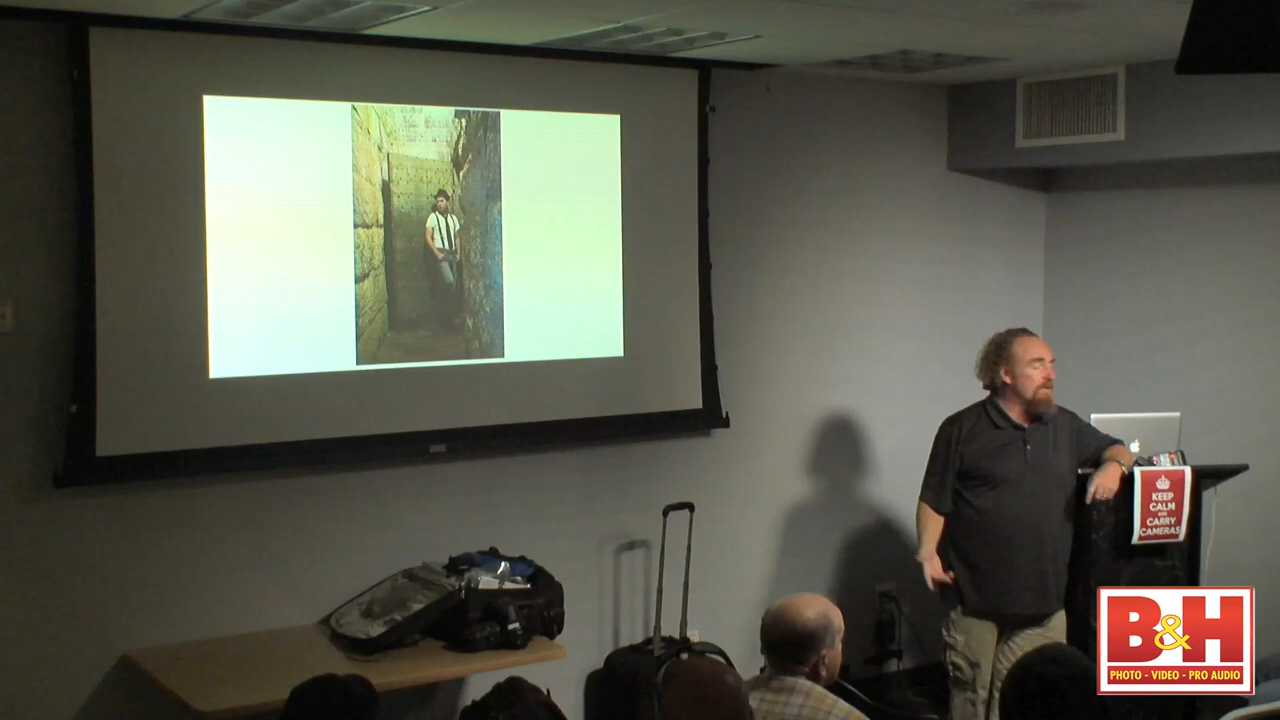 KEEP
CALM
AND
CARRY
CAMERAS
B&H
PHOTO - VIDEO - PRO AUDIO